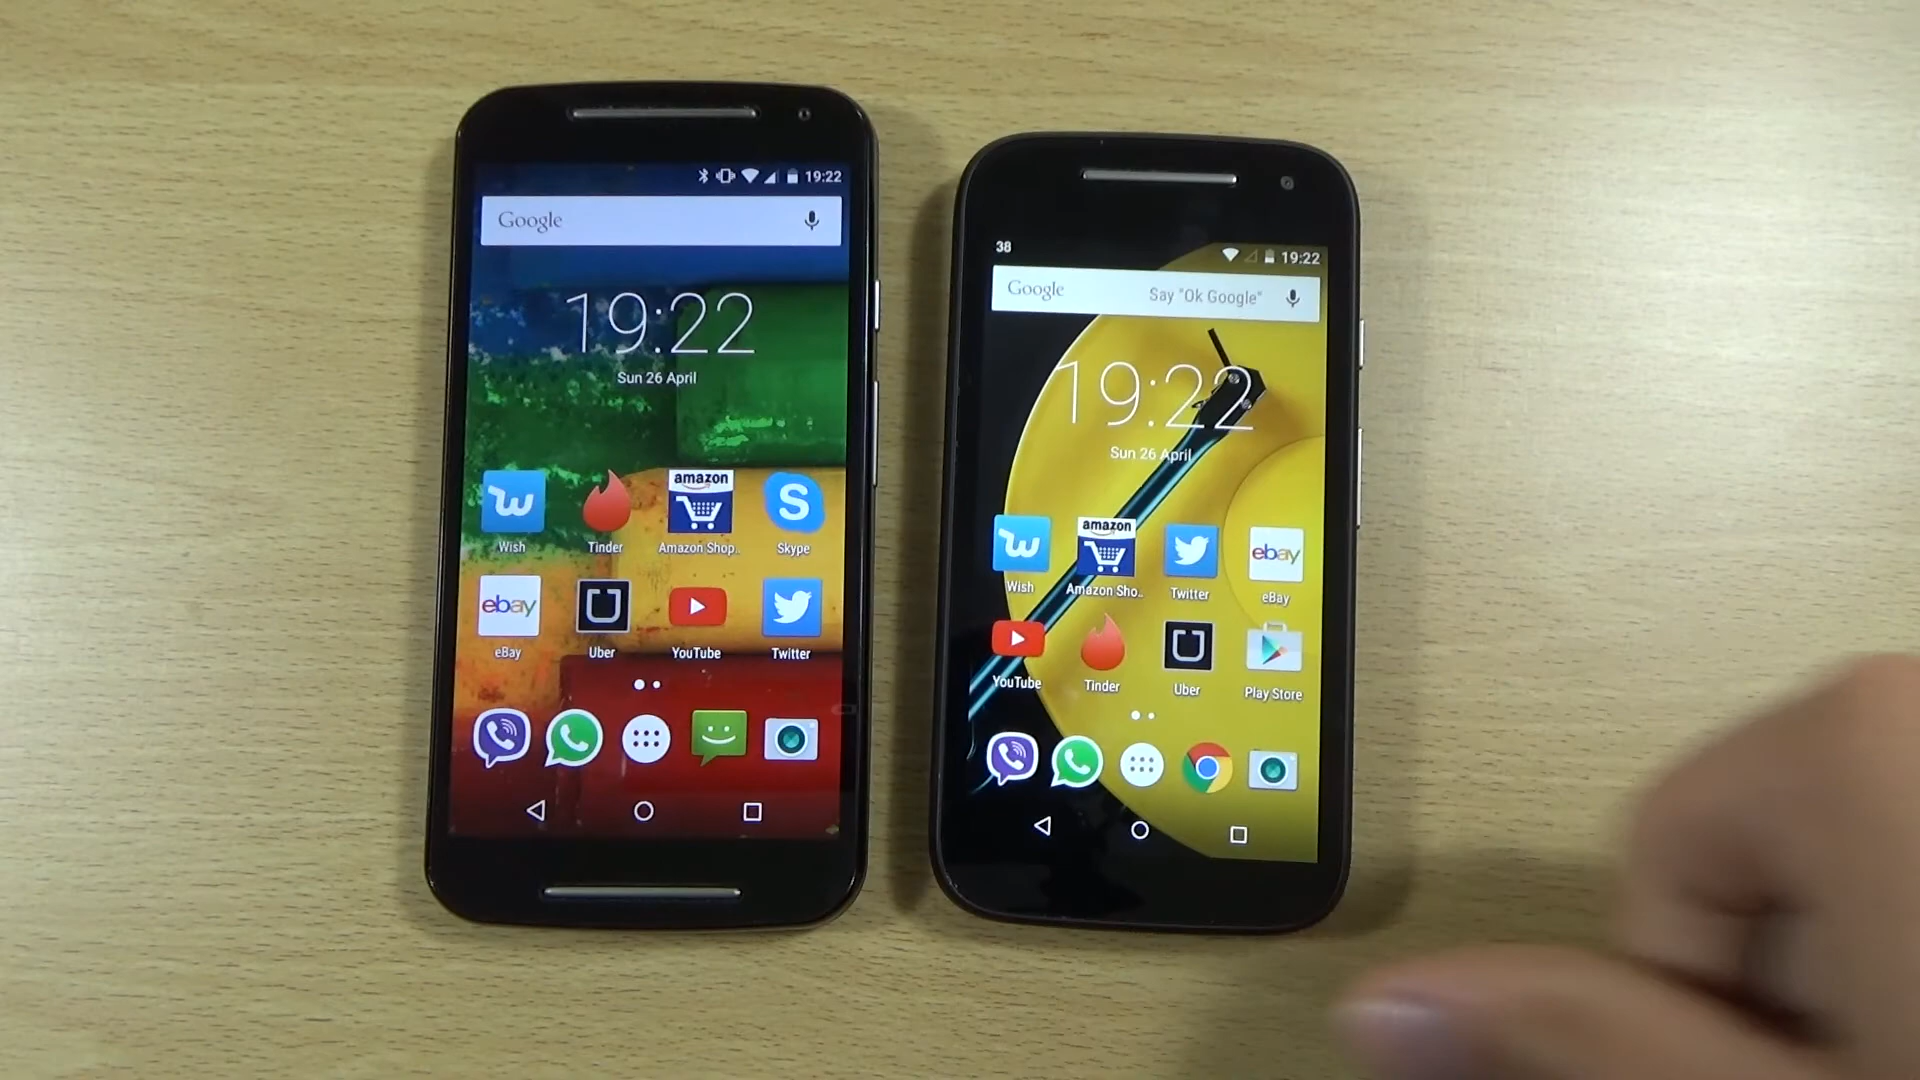 19:22
Google
19:22
Sun 26 April
amazon
S
Wish
Tinder
Amazon Shop..
Skype
ebay
eBay
Uber
YouTube
Twitter
38
19:22
Google
Say "Ok Google"
19:22
Sun 26 April
amazon
ebay
Wish
Amazon Sho..
Twitter
eBay
YouTube
Tinder
Uber
Play Store